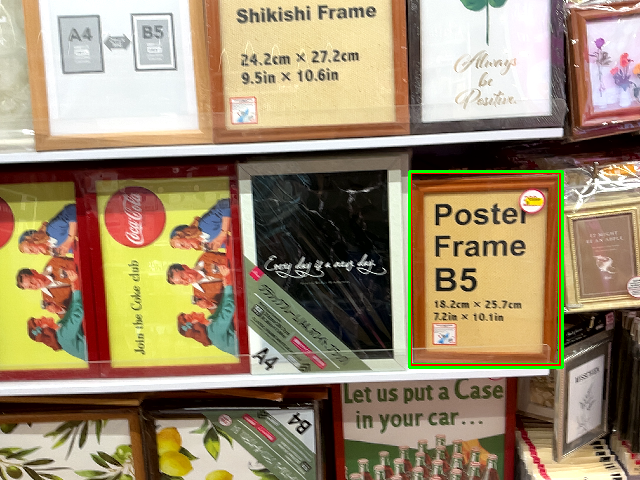 A4
B5
Shikishi Frame
24.2cm × 27.2cm
9.5in × 10.6in
Always
be
Positive.
Coca-Cola
Join the Coke club
Every day is a new day.
A4
Poster
Frame
B5
18.2cm × 25.7cm
7.2in × 10.1in
B4
Let us put a Case
in your car...